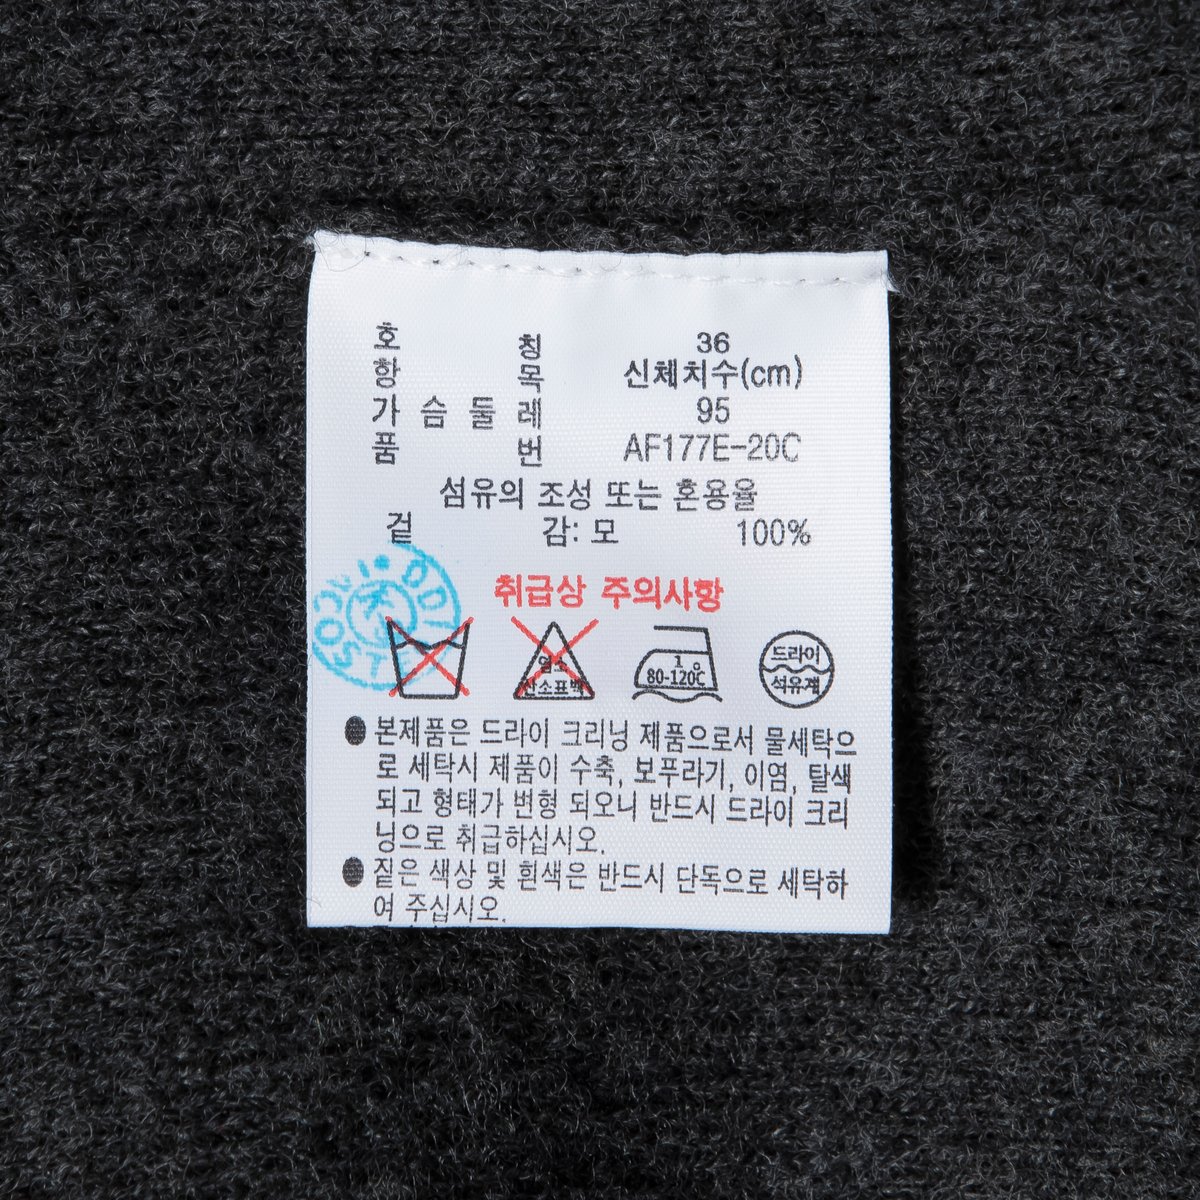 호 칭 36
항 목 신체치수(cm)
가 슴 둘 레 95
품 번 AF177E-20C
섬유의 조성 또는 혼용율
겉 감: 모 100%
취급상 주의사항
염소
산소표백
1
80-120℃
드라이
석유계
● 본제품은 드라이 크리닝 제품으로서 물세탁으
로 세탁시 제품이 수축, 보푸라기, 이염, 탈색
되고 형태가 변형 되오니 반드시 드라이 크리
닝으로 취급하십시오.
● 짙은 색상 및 흰색은 반드시 단독으로 세탁하
여 주십시오.